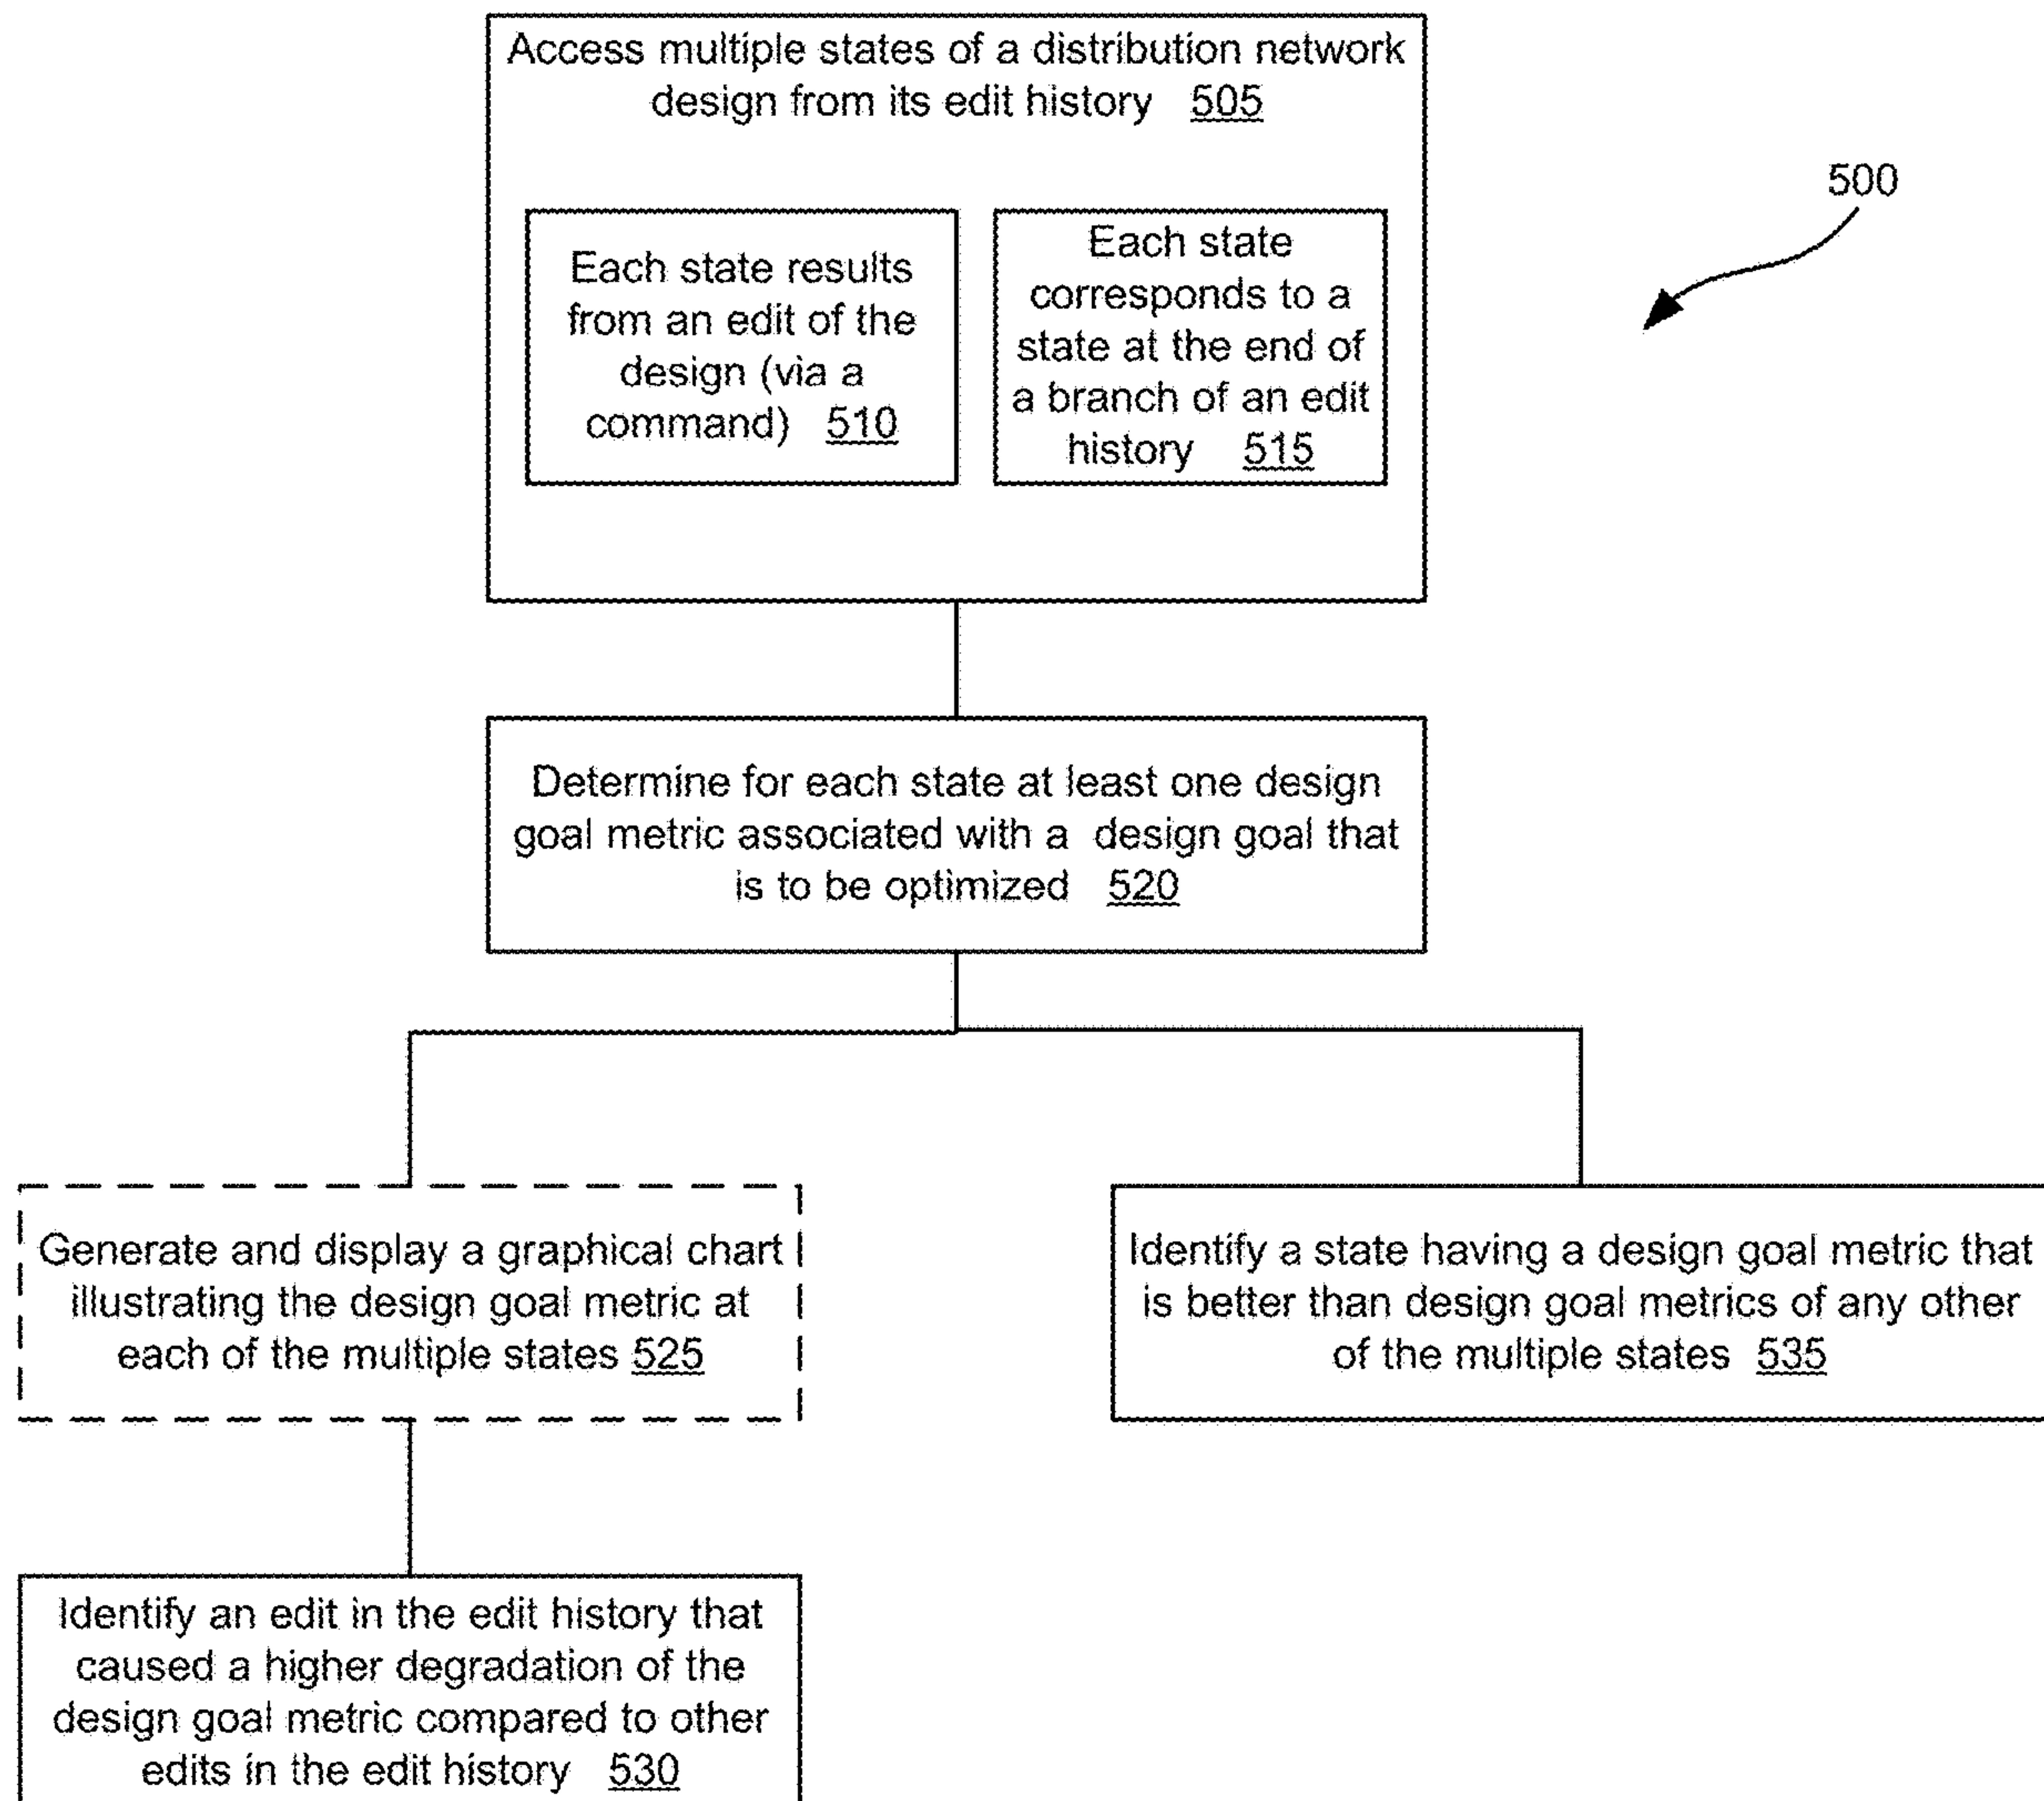 Access multiple states of a distribution network
design from its edit history 505
500
Each state results
from an edit of the
design (via a
command) 510
Each state
corresponds to a
state at the end of
a branch of an edit
history 515
Determine for each state at least one design
goal metric associated with a design goal that
is to be optimized 520
Generate and display a graphical chart
illustrating the design goal metric at
each of the multiple states 525
Identify a state having a design goal metric that
is better than design goal metrics of any other
of the multiple states 535
Identify an edit in the edit history that
caused a higher degradation of the
design goal metric compared to other
edits in the edit history 530